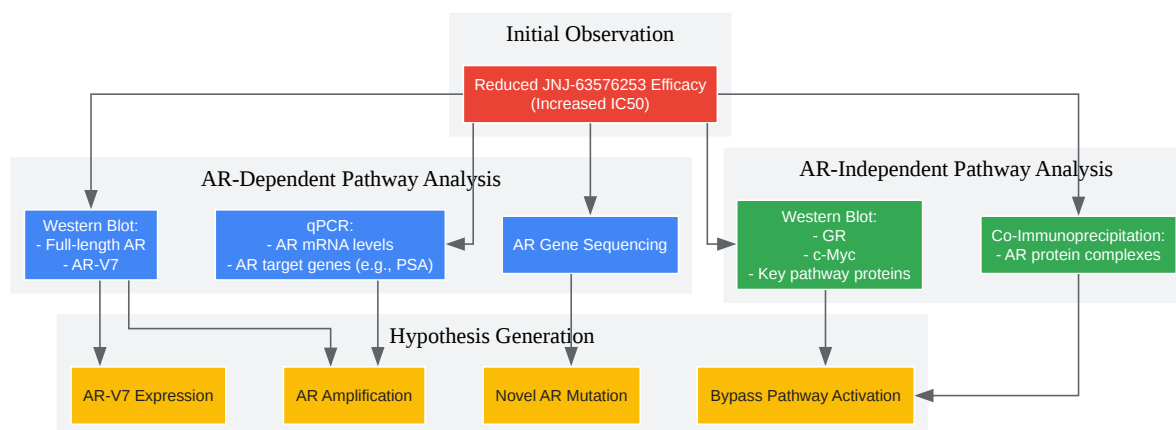 Initial Observation
Reduced JNJ-63576253 Efficacy
(Increased IC50)
AR-Dependent Pathway Analysis
AR-Independent Pathway Analysis
Western Blot:
- Full-length AR
- AR-V7
qPCR:
- AR mRNA levels
- AR target genes (e.g., PSA)
AR Gene Sequencing
Western Blot:
- GR
- c-Myc
- Key pathway proteins
Co-Immunoprecipitation:
- AR protein complexes
Hypothesis Generation
AR-V7 Expression
AR Amplification
Novel AR Mutation
Bypass Pathway Activation